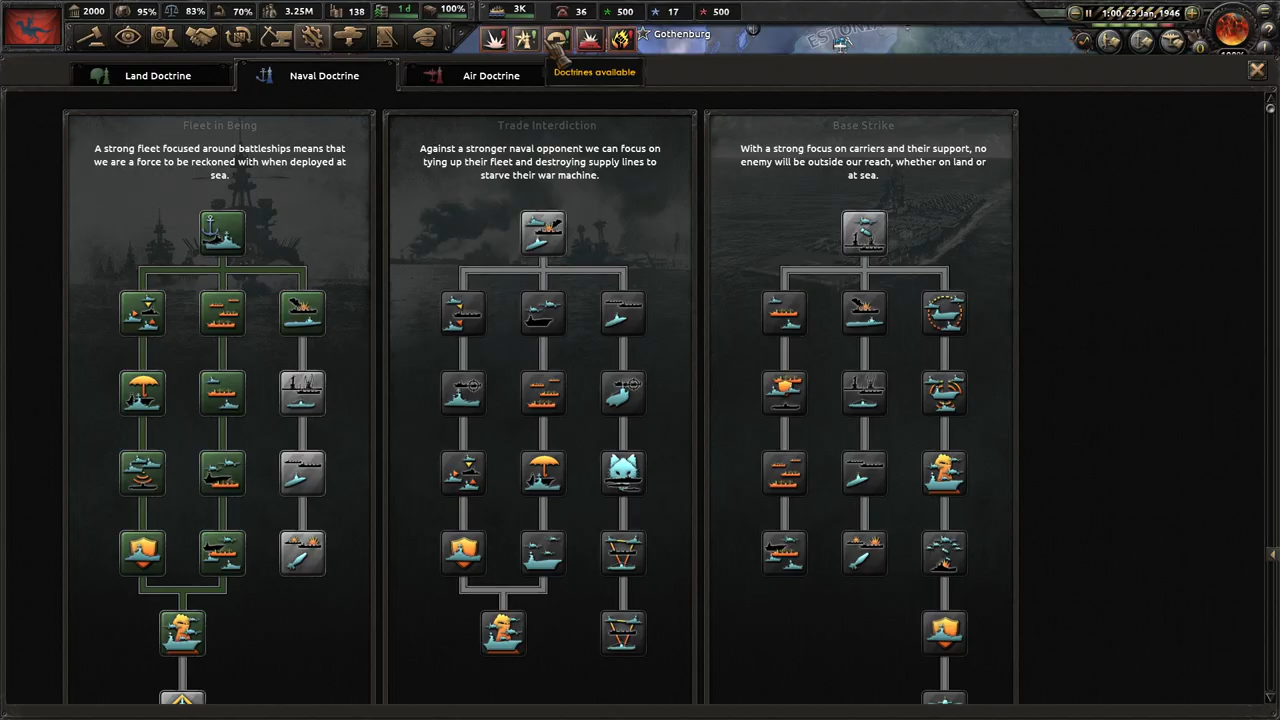 2000 95% 83% 70% 3.25M 138 1 d 100% 3K 36 500 17 500 1:00, 23 Jan, 1946
Gothenburg
ESTONIA
Doctrines available
Land Doctrine Naval Doctrine Air Doctrine
Fleet in Being
A strong fleet focused around battleships means that
we are a force to be reckoned with when deployed at
sea.
Trade Interdiction
Against a stronger naval opponent we can focus on
tying up their fleet and destroying supply lines to
starve their war machine.
Base Strike
With a strong focus on carriers and their support, no
enemy will be outside our reach, whether on land or
at sea.